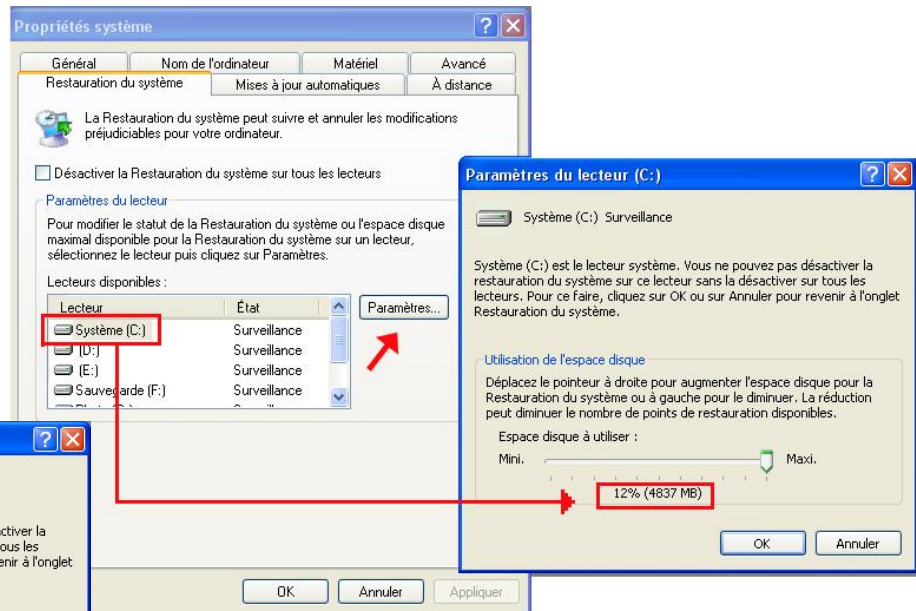 Propriétés système
Général
Nom de l'ordinateur
Matériel
Avancé
Restauration du système
Mises à jour automatiques
À distance
La Restauration du système peut suivre et annuler les modifications
préjudiciables pour votre ordinateur.
Désactiver la Restauration du système sur tous les lecteurs
Paramètres du lecteur
Pour modifier le statut de la Restauration du système ou l'espace disque
maximal disponible pour la Restauration du système sur un lecteur,
sélectionnez le lecteur puis cliquez sur Paramètres.
Lecteurs disponibles :
Lecteur État
Système (C:) Surveillance
(D:) Surveillance
(E:) Surveillance
Sauvegarde (F:) Surveillance
Paramètres...
OK
Annuler
Appliquer
Paramètres du lecteur (C:)
Système (C:) Surveillance
Système (C:) est le lecteur système. Vous ne pouvez pas désactiver la
restauration du système sur ce lecteur sans la désactiver sur tous les
lecteurs. Pour ce faire, cliquez sur OK ou sur Annuler pour revenir à l'onglet
Restauration du système.
Utilisation de l'espace disque
Déplacez le pointeur à droite pour augmenter l'espace disque pour la
Restauration du système ou à gauche pour le diminuer. La réduction
peut diminuer le nombre de points de restauration disponibles.
Espace disque à utiliser :
Mini. Maxi.
12% (4837 MB)
OK
Annuler
ctiver la
ous les
enir à l'onglet